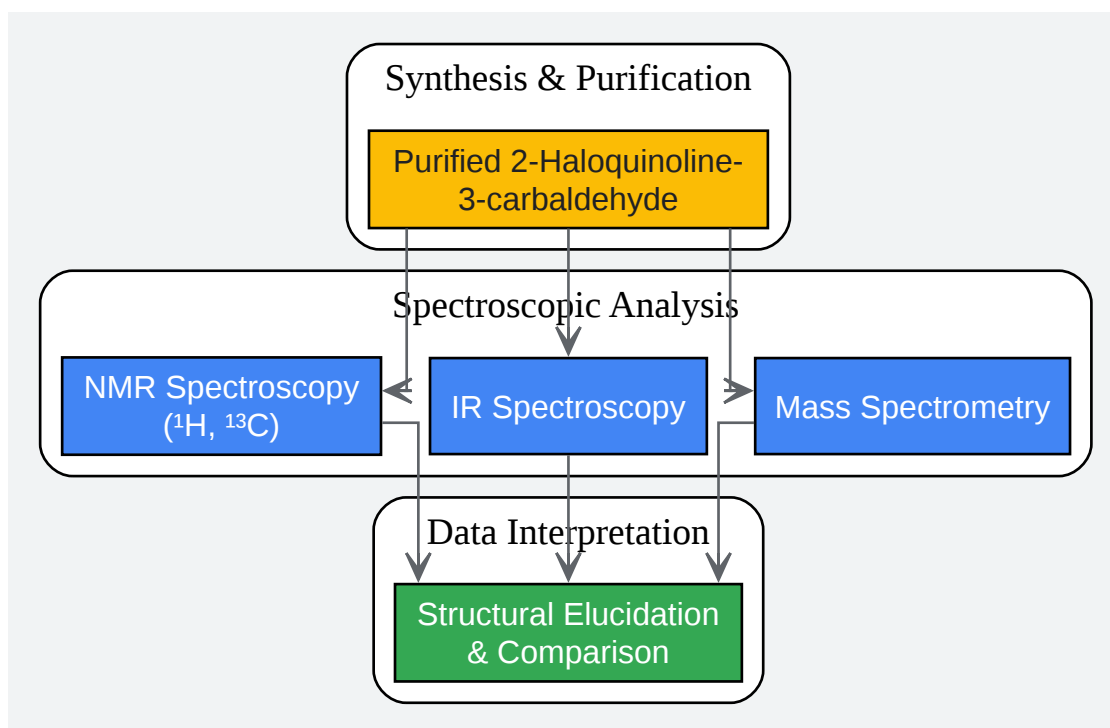 Synthesis & Purification
Purified 2-Haloquinoline-
3-carbaldehyde
Spectroscopic Analysis
NMR Spectroscopy
(¹H, ¹³C)
IR Spectroscopy
Mass Spectrometry
Data Interpretation
Structural Elucidation
& Comparison